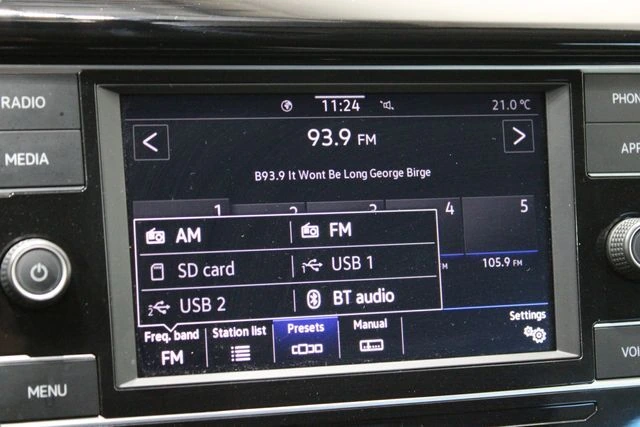 RADIO
MEDIA
MENU
PHON
APP
VOI
11:24 21.0 °C
93.9 FM
B93.9 It Wont Be Long George Birge
1 2 3 4 5
105.9 FM
AM FM
SD card 1 USB 1
2 USB 2 BT audio
Freq. band Station list Presets Manual Settings
FM